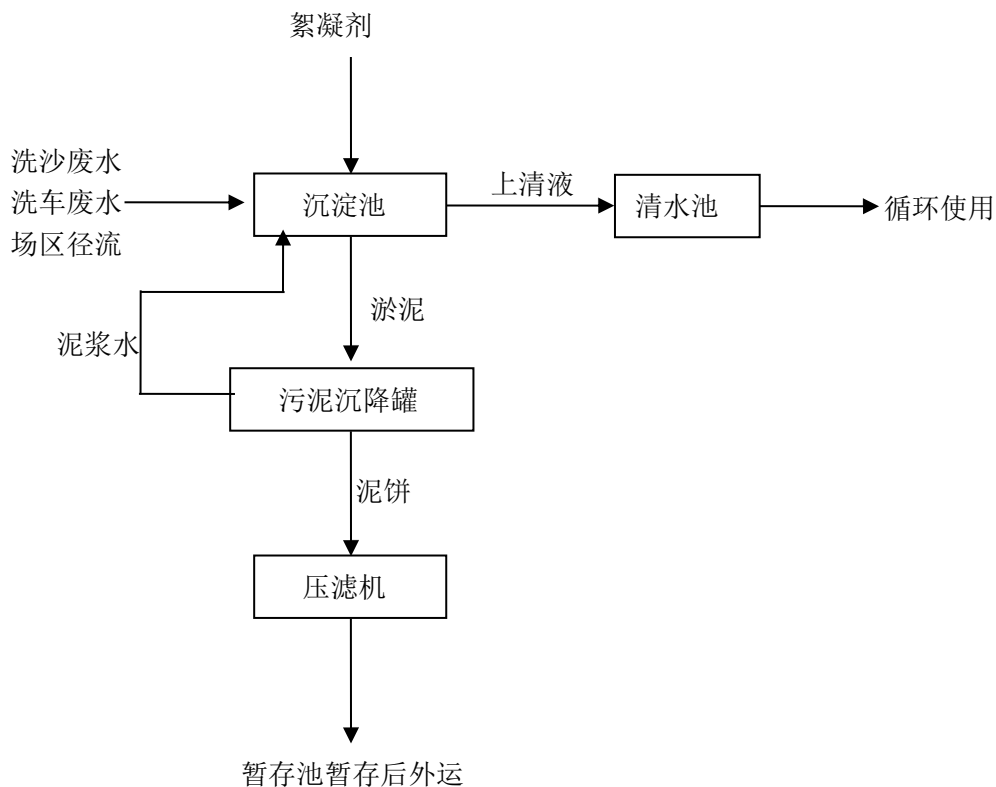 絮凝剂
洗沙废水
洗车废水
场区径流
沉淀池
上清液
清水池
循环使用
淤泥
泥浆水
污泥沉降罐
泥饼
压滤机
暂存池暂存后外运